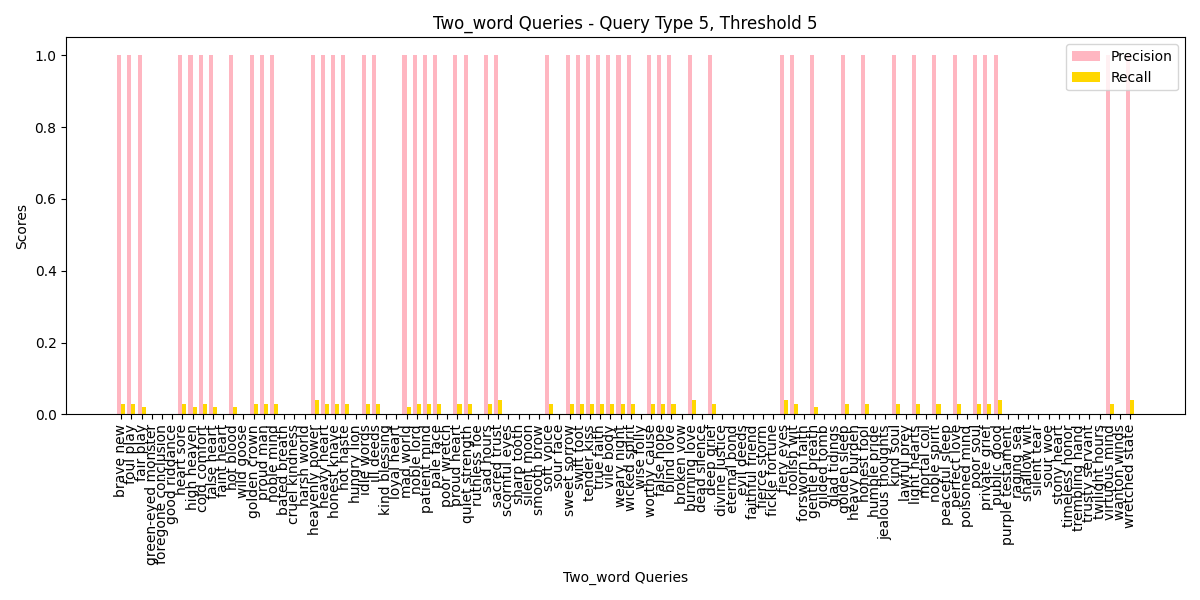 Two_word Queries - Query Type 5, Threshold 5
Precision
Recall
Scores
1.0
0.8
0.6
0.4
0.2
0.0
brave new
foul play
fair play
green-eyed monster
foregone conclusion
good riddance
heart sore
high heaven
cold comfort
fake heart
faint heart
hot blood
wild goose
golden crown
proud man
noble mind
bated breath
cruel kindness
harsh world
heavenly power
heavy heart
honest knave
hot haste
hungry lion
idle words
ill deeds
kind blessing
loyal heart
mad world
noble lord
patient mind
pale face
poor wretch
proud heart
quiet strength
ruthless foe
sad hours
sacred trust
scornful eyes
sharp tooth
silent moon
smooth brow
soft voice
sour face
sweet sorrow
swift foot
tender kiss
true faith
vile body
weary night
wicked spirit
wise folly
worthy cause
hope
blind love
broken vow
burning love
dead silence
deep grief
divine justice
eternal bond
evil deeds
faithful friend
fierce storm
fickle fortune
fiery eyes
foolish wit
forsworn faith
gentle breath
gilded tomb
glad tidings
golden sleep
heavy burden
honest fool
humble pride
jealous thoughts
kind soul
lawful prey
light hearts
mortal coil
noble spirit
peaceful sleep
perfect love
poisoned mind
poor soul
private grief
public good
purple testament
raging sea
shallow wit
silent war
sour woe
stony heart
timeless honor
trembling hand
trusty servant
twilight hours
virtuous mind
wanton wind
wretched state
Two_word Queries